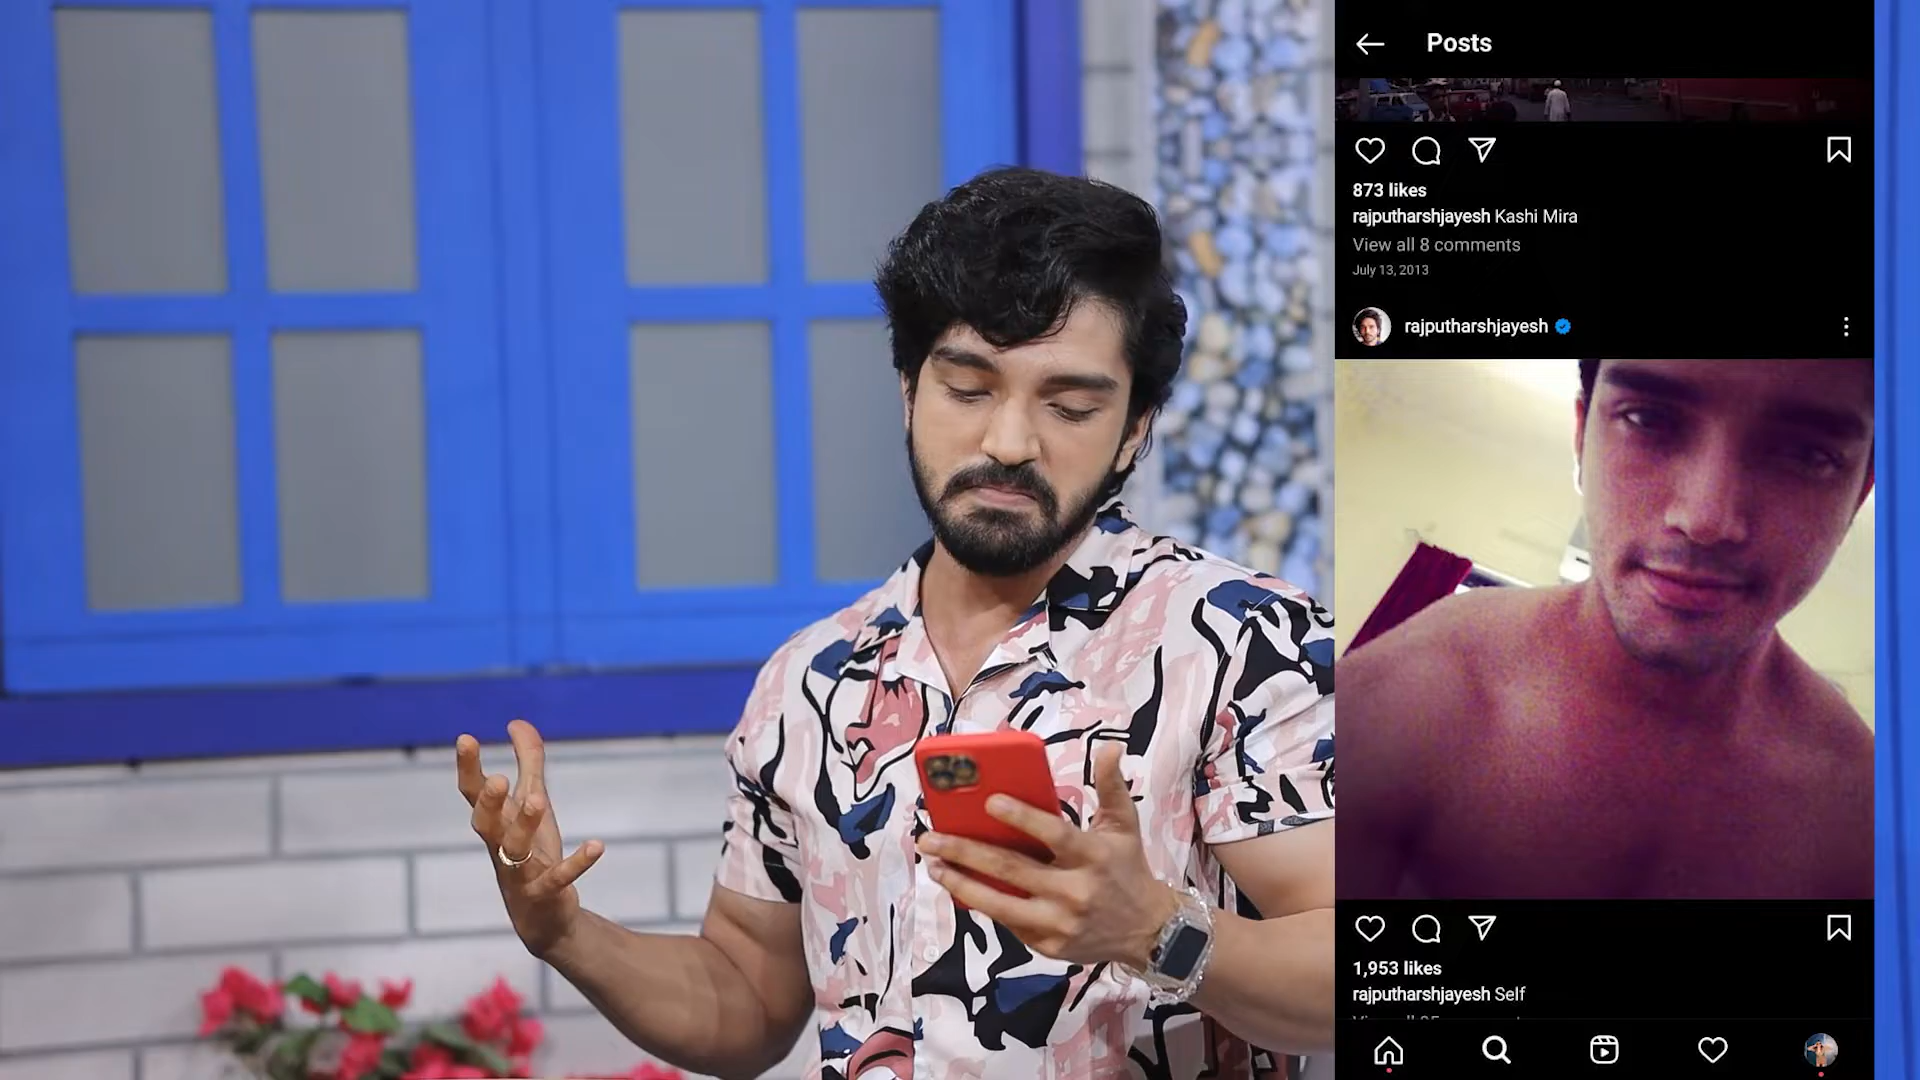 Posts
873 likes
rajputharshjayesh Kashi Mira
View all 8 comments
July 13, 2013
rajputharshjayesh
1,953 likes
rajputharshjayesh Self